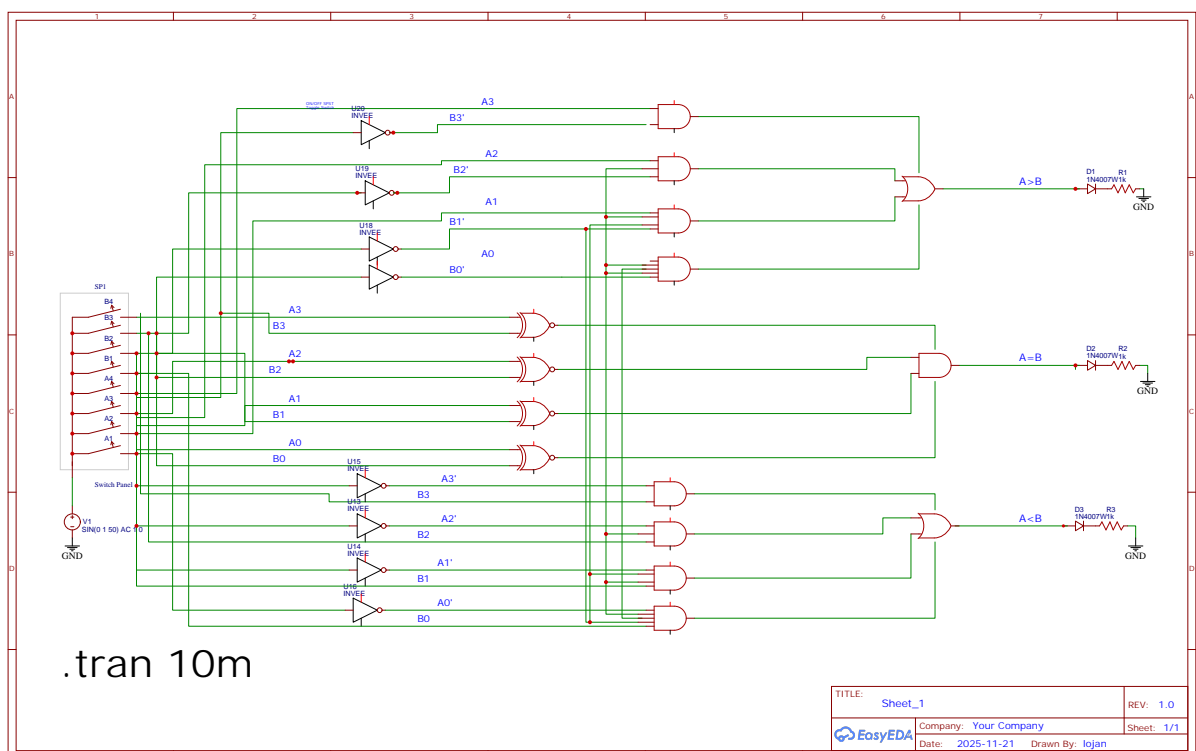 1 2 3 4 5 6 7
A
B
C
D
A
B
C
D
ON/OFF SPST
Toggle Switch
U20
INVEE
A3
B3'
U19
INVEE
A2
B2'
U18
INVEE
A1
B1'
A0
B0'
A>B
D1
1N4007W
R1
1k
GND
SP1
B4
B3
B2
B1
A4
A3
A2
A1
Switch Panel
A3
B3
A2
B2
A1
B1
A0
B0
A=B
D2
1N4007W
R2
1k
GND
V1
SIN(0 1 50) AC 1 0
GND
U15
INVEE
A3'
B3
U13
INVEE
A2'
B2
U14
INVEE
A1'
B1
U16
INVEE
A0'
B0
A<B
D3
1N4007W
R3
1k
GND
.tran 10m
TITLE:
Sheet_1
REV: 1.0
EasyEDA
Company: Your Company
Sheet: 1/1
Date: 2025-11-21 Drawn By: lojan